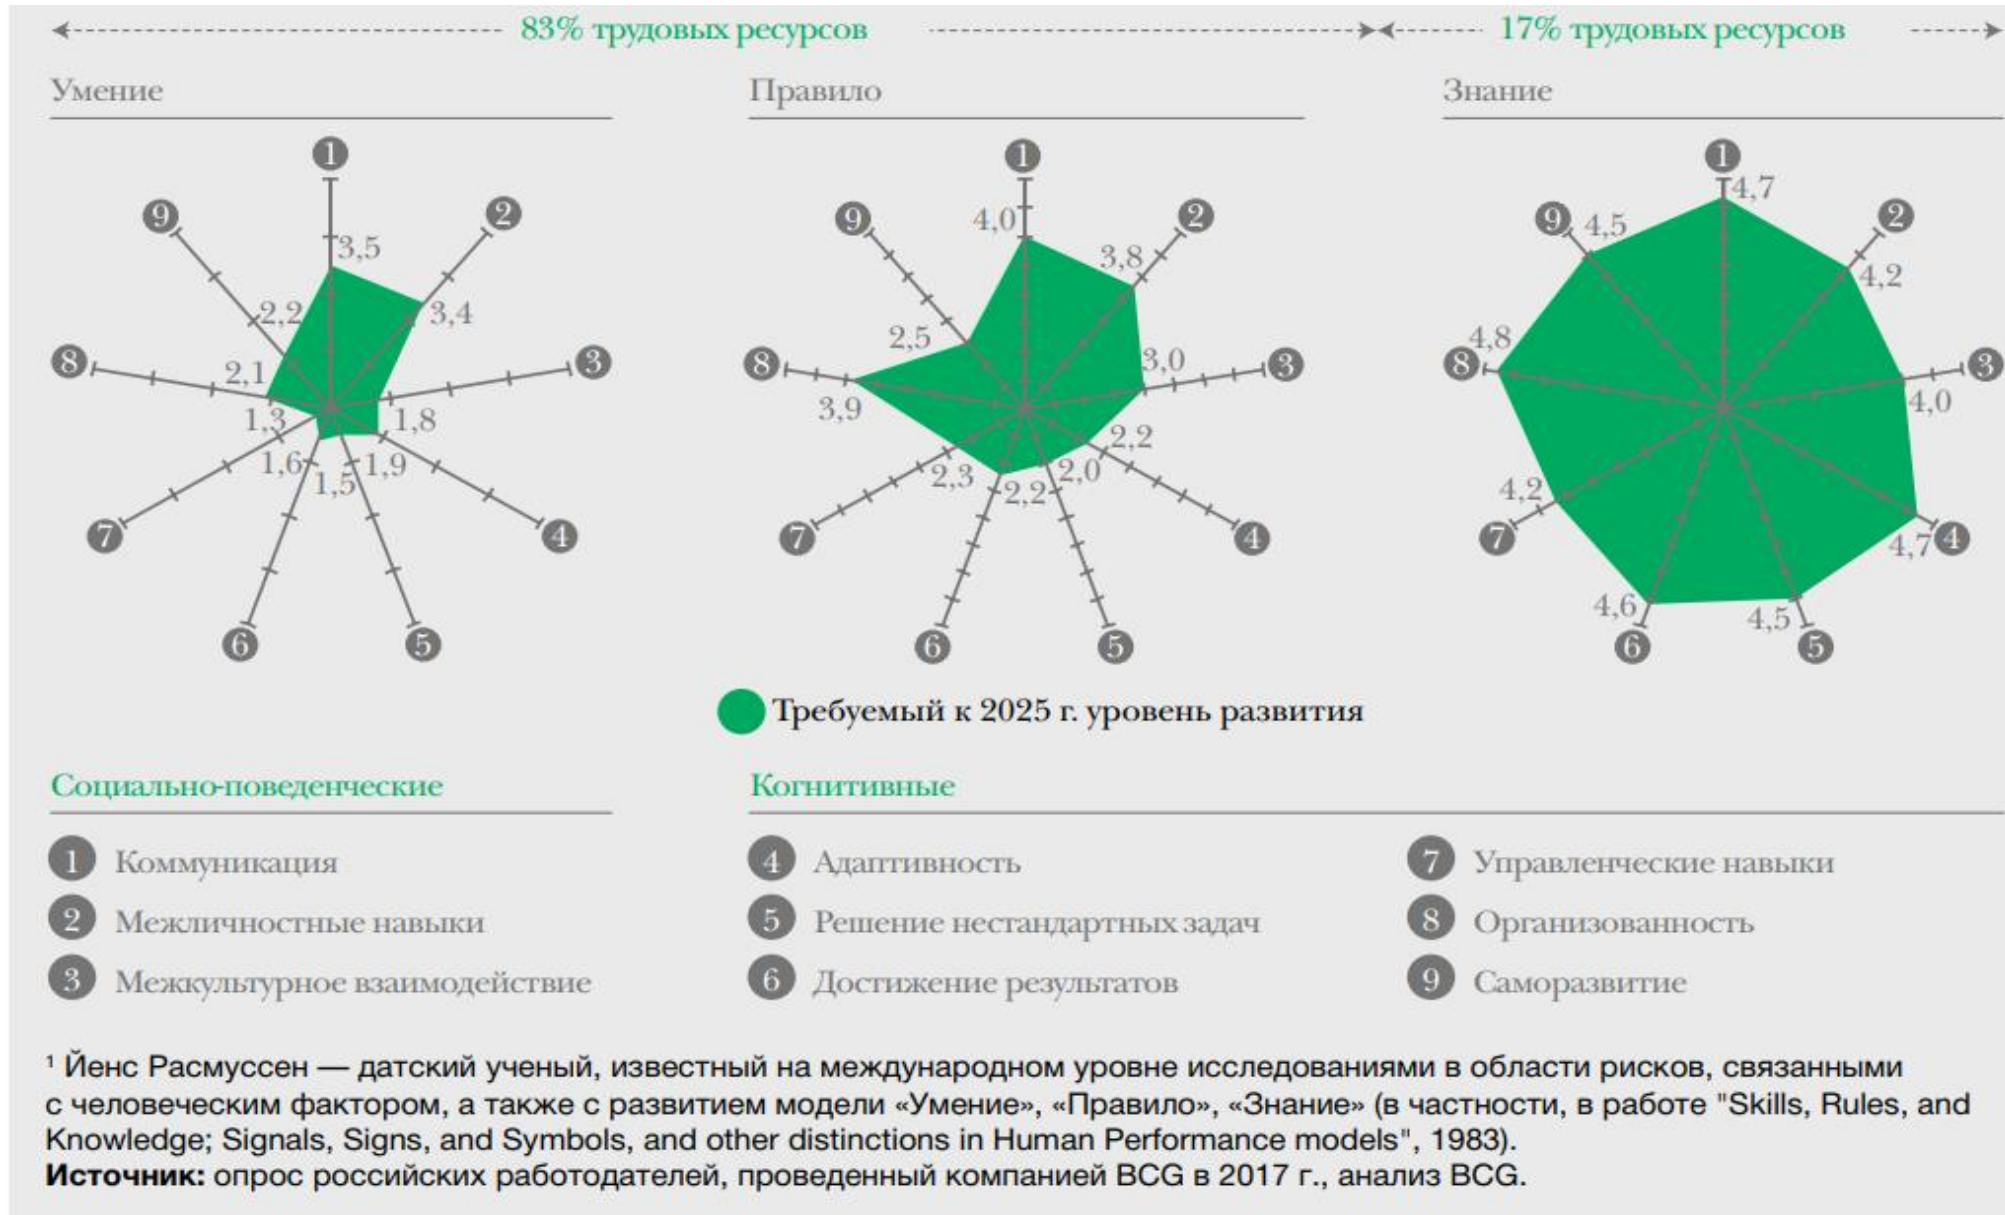 83% трудовых ресурсов
17% трудовых ресурсов
Умение
Правило
Знание
1
2
3
4
5
6
7
8
9
3,5
3,4
1,8
1,9
1,5
1,6
1,3
2,1
2,2
1
2
3
4
5
6
7
8
9
4,0
3,8
3,0
2,2
2,0
2,2
2,3
3,9
2,5
1
2
3
4
5
6
7
8
9
4,7
4,2
4,0
4,7
4,5
4,6
4,2
4,8
4,5
Требуемый к 2025 г. уровень развития
Социально-поведенческие
Когнитивные
1 Коммуникация
2 Межличностные навыки
3 Межкультурное взаимодействие
4 Адаптивность
5 Решение нестандартных задач
6 Достижение результатов
7 Управленческие навыки
8 Организованность
9 Саморазвитие
¹ Йенс Расмуссен — датский ученый, известный на международном уровне исследованиями в области рисков, связанными
с человеческим фактором, а также с развитием модели «Умение», «Правило», «Знание» (в частности, в работе "Skills, Rules, and
Knowledge; Signals, Signs, and Symbols, and other distinctions in Human Performance models", 1983).
Источник: опрос российских работодателей, проведенный компанией BCG в 2017 г., анализ BCG.